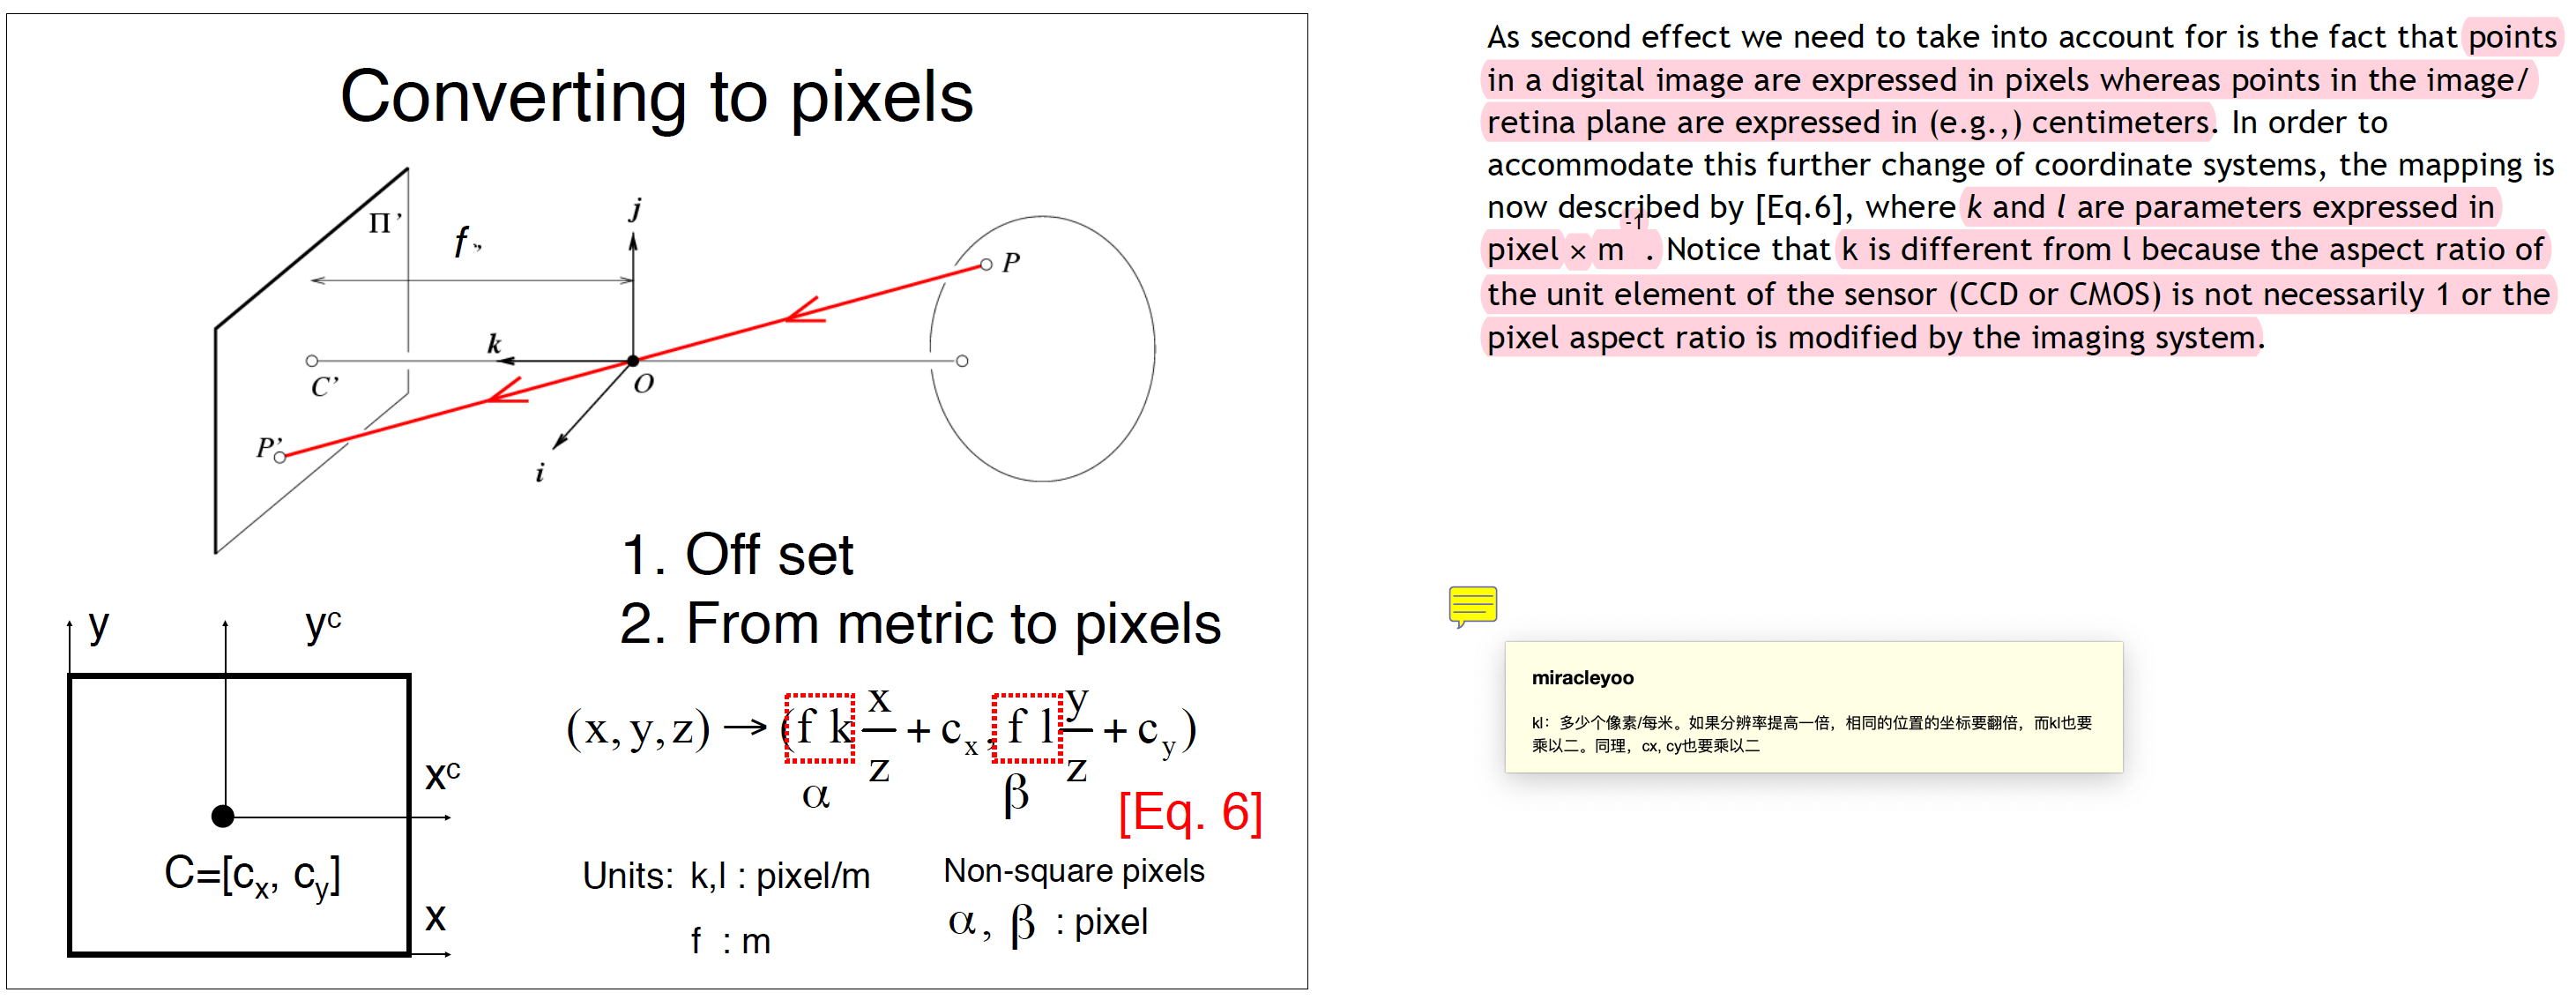 Converting to pixels
Π’
f
j
P
k
C’
O
P’
i
1. Off set
2. From metric to pixels
y
yᶜ
xᶜ
C=[cₓ, c_y]
x
(x, y, z) → (f k x/z + cₓ, f l y/z + c_y)
α
β
[Eq. 6]
Units: k,l : pixel/m
f : m
Non-square pixels
α, β : pixel
As second effect we need to take into account for is the fact that points
in a digital image are expressed in pixels whereas points in the image/
retina plane are expressed in (e.g.,) centimeters. In order to
accommodate this further change of coordinate systems, the mapping is
now described by [Eq.6], where k and l are parameters expressed in
pixel × m⁻¹. Notice that k is different from l because the aspect ratio of
the unit element of the sensor (CCD or CMOS) is not necessarily 1 or the
pixel aspect ratio is modified by the imaging system.
miracleyoo
kl：多少个像素/每米。如果分辨率提高一倍，相同的位置的坐标要翻倍，而kl也要
乘以二。同理，cx, cy也要乘以二